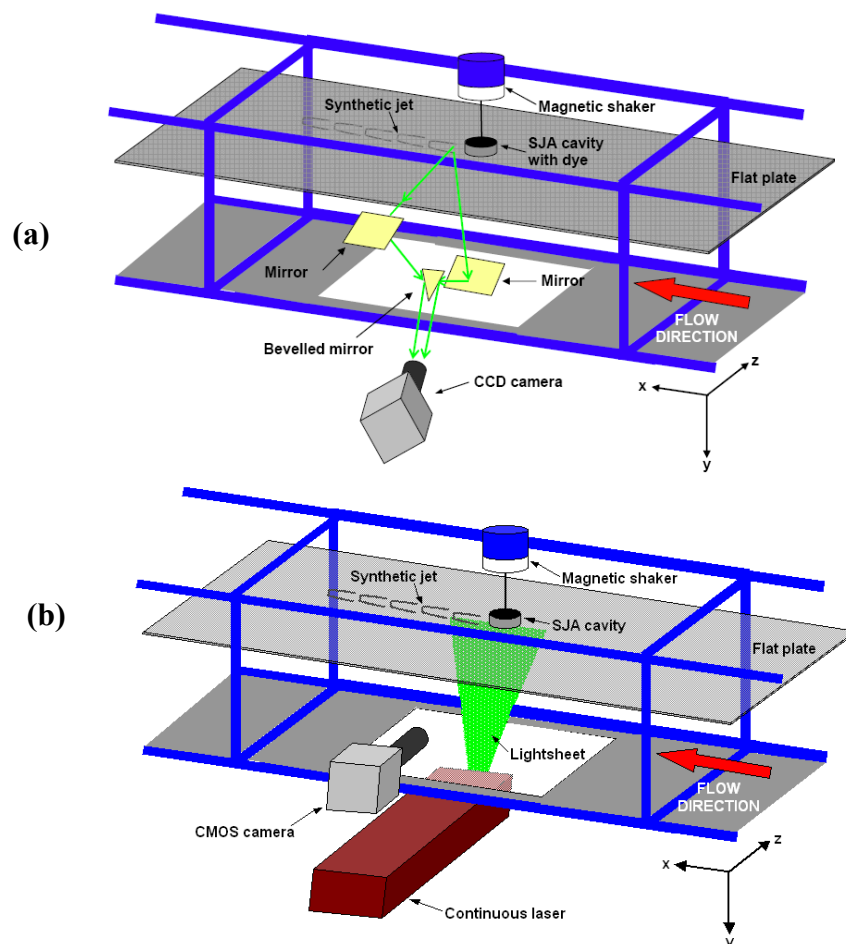 (a)
Synthetic jet
Magnetic shaker
SJA cavity
with dye
Flat plate
Mirror
Mirror
Bevelled mirror
FLOW
DIRECTION
CCD camera
x
z
y
(b)
Synthetic jet
Magnetic shaker
SJA cavity
Flat plate
Lightsheet
CMOS camera
FLOW
DIRECTION
Continuous laser
x
z
y